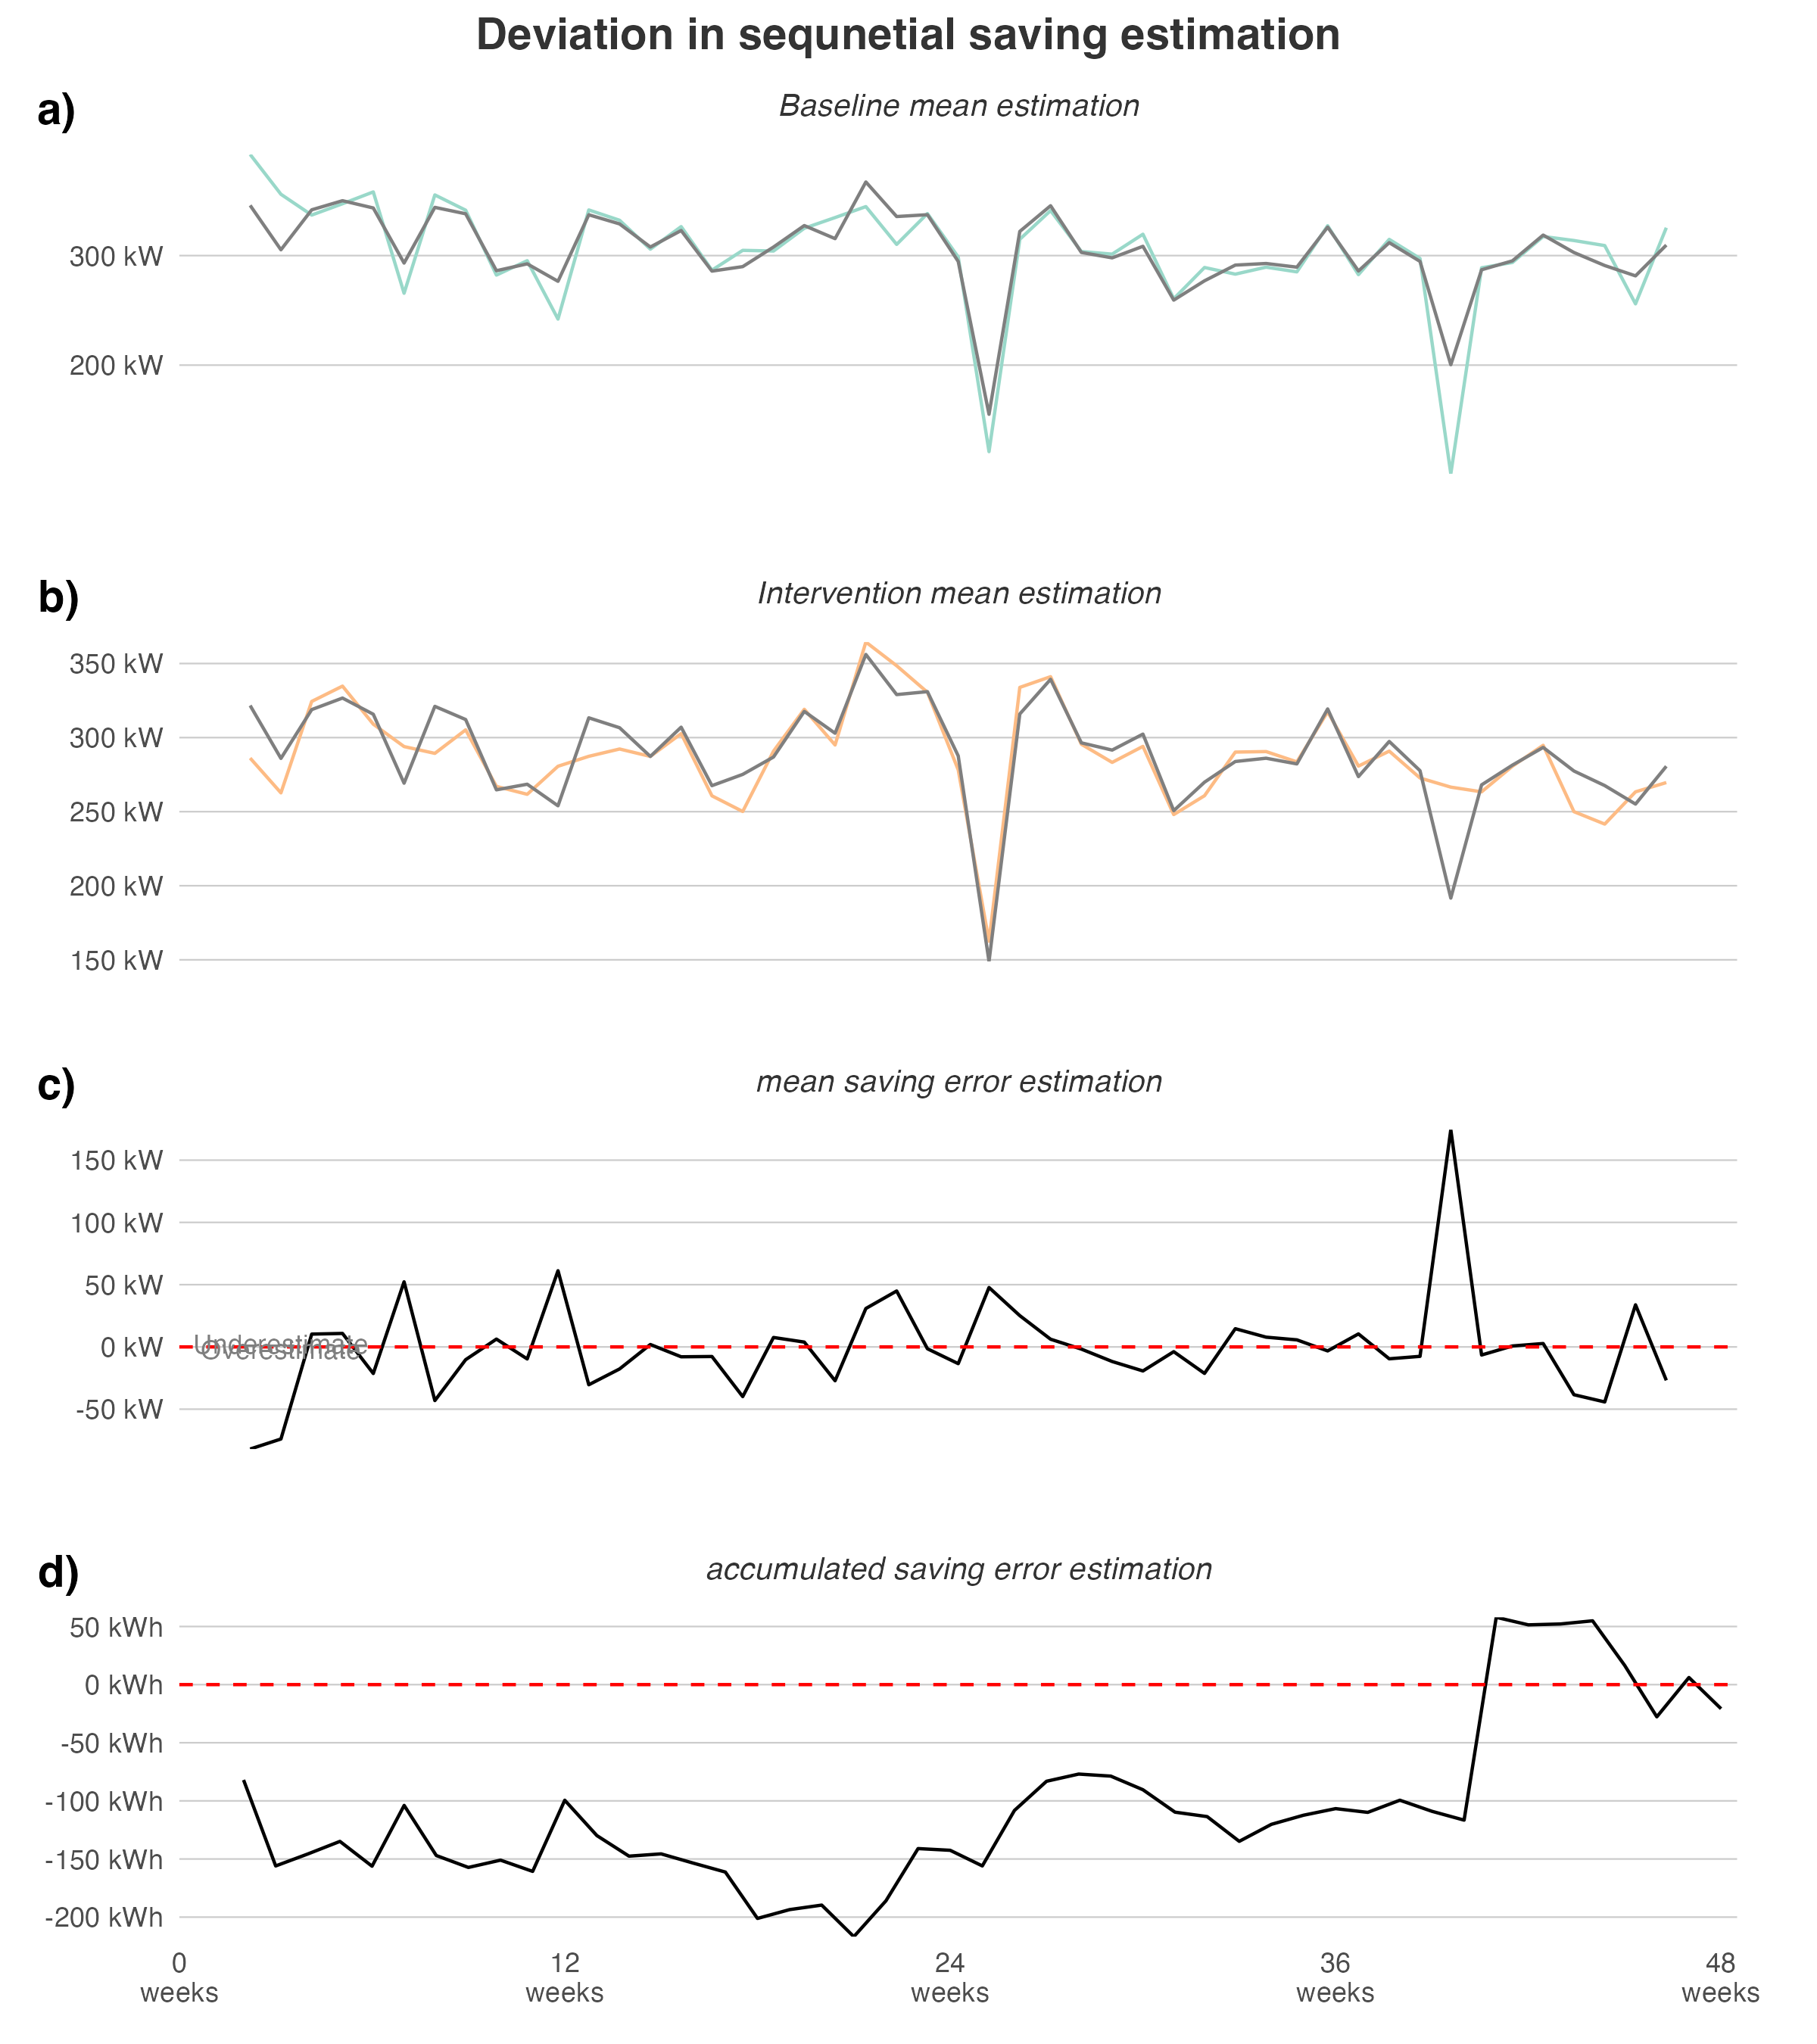 Deviation in sequnetial saving estimation
a)
Baseline mean estimation
300 kW
200 kW
b)
Intervention mean estimation
350 kW
300 kW
250 kW
200 kW
150 kW
c)
mean saving error estimation
150 kW
100 kW
50 kW
0 kW
-50 kW
Underestimate
Overestimate
d)
accumulated saving error estimation
50 kWh
0 kWh
-50 kWh
-100 kWh
-150 kWh
-200 kWh
0 12 24 36 48
weeks weeks weeks weeks weeks